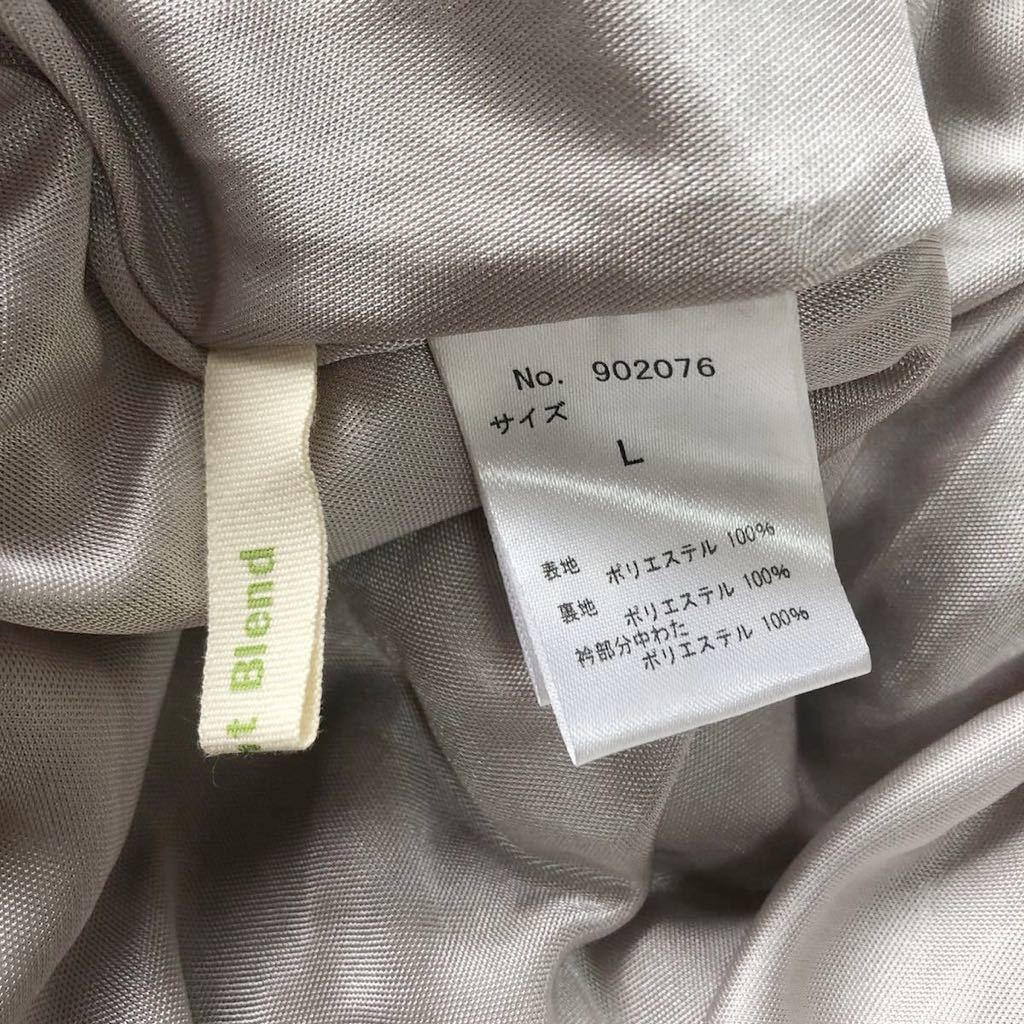 No. 902076
サイズ
L
表地 ポリエステル 100%
裏地 ポリエステル 100%
衿部分中わた
ポリエステル 100%
Blend